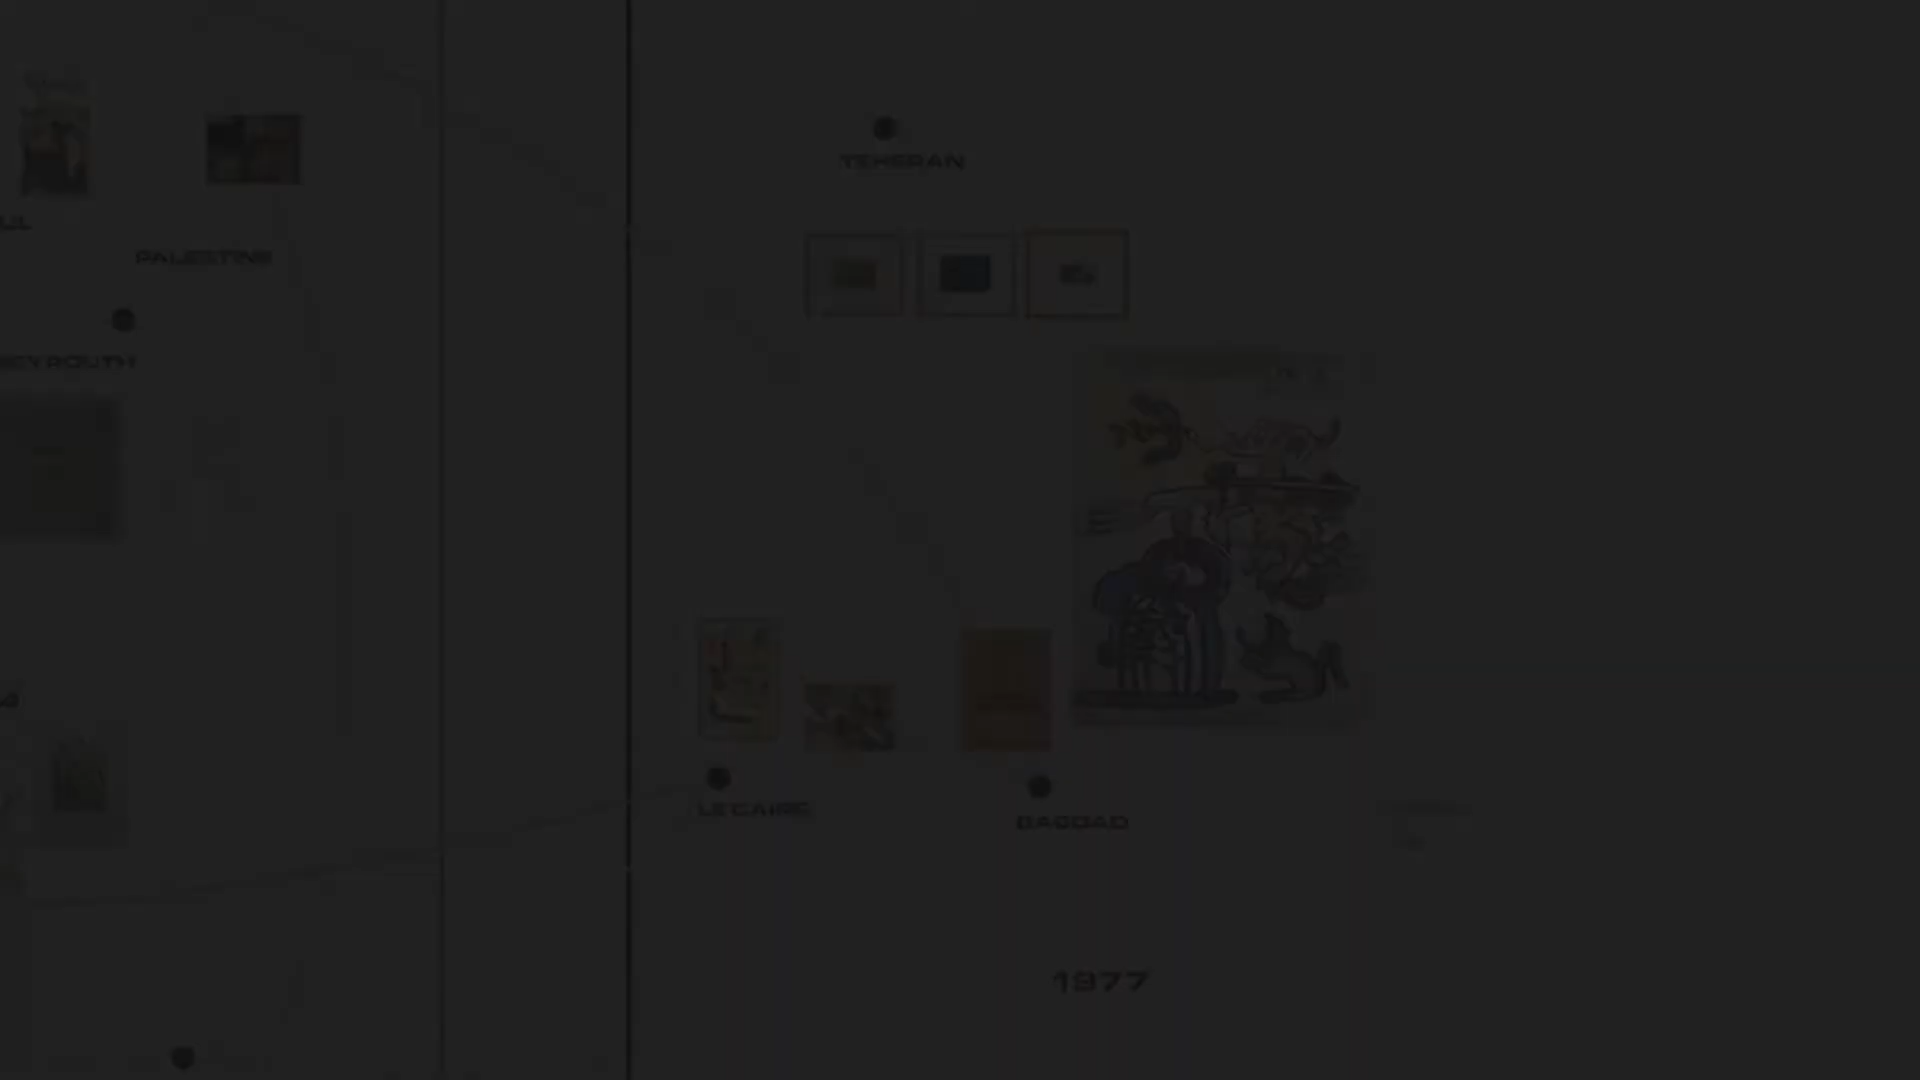 TEHERAN
PALESTINE
BEYROUTH
LE CAIRE
BAGDAD
1977